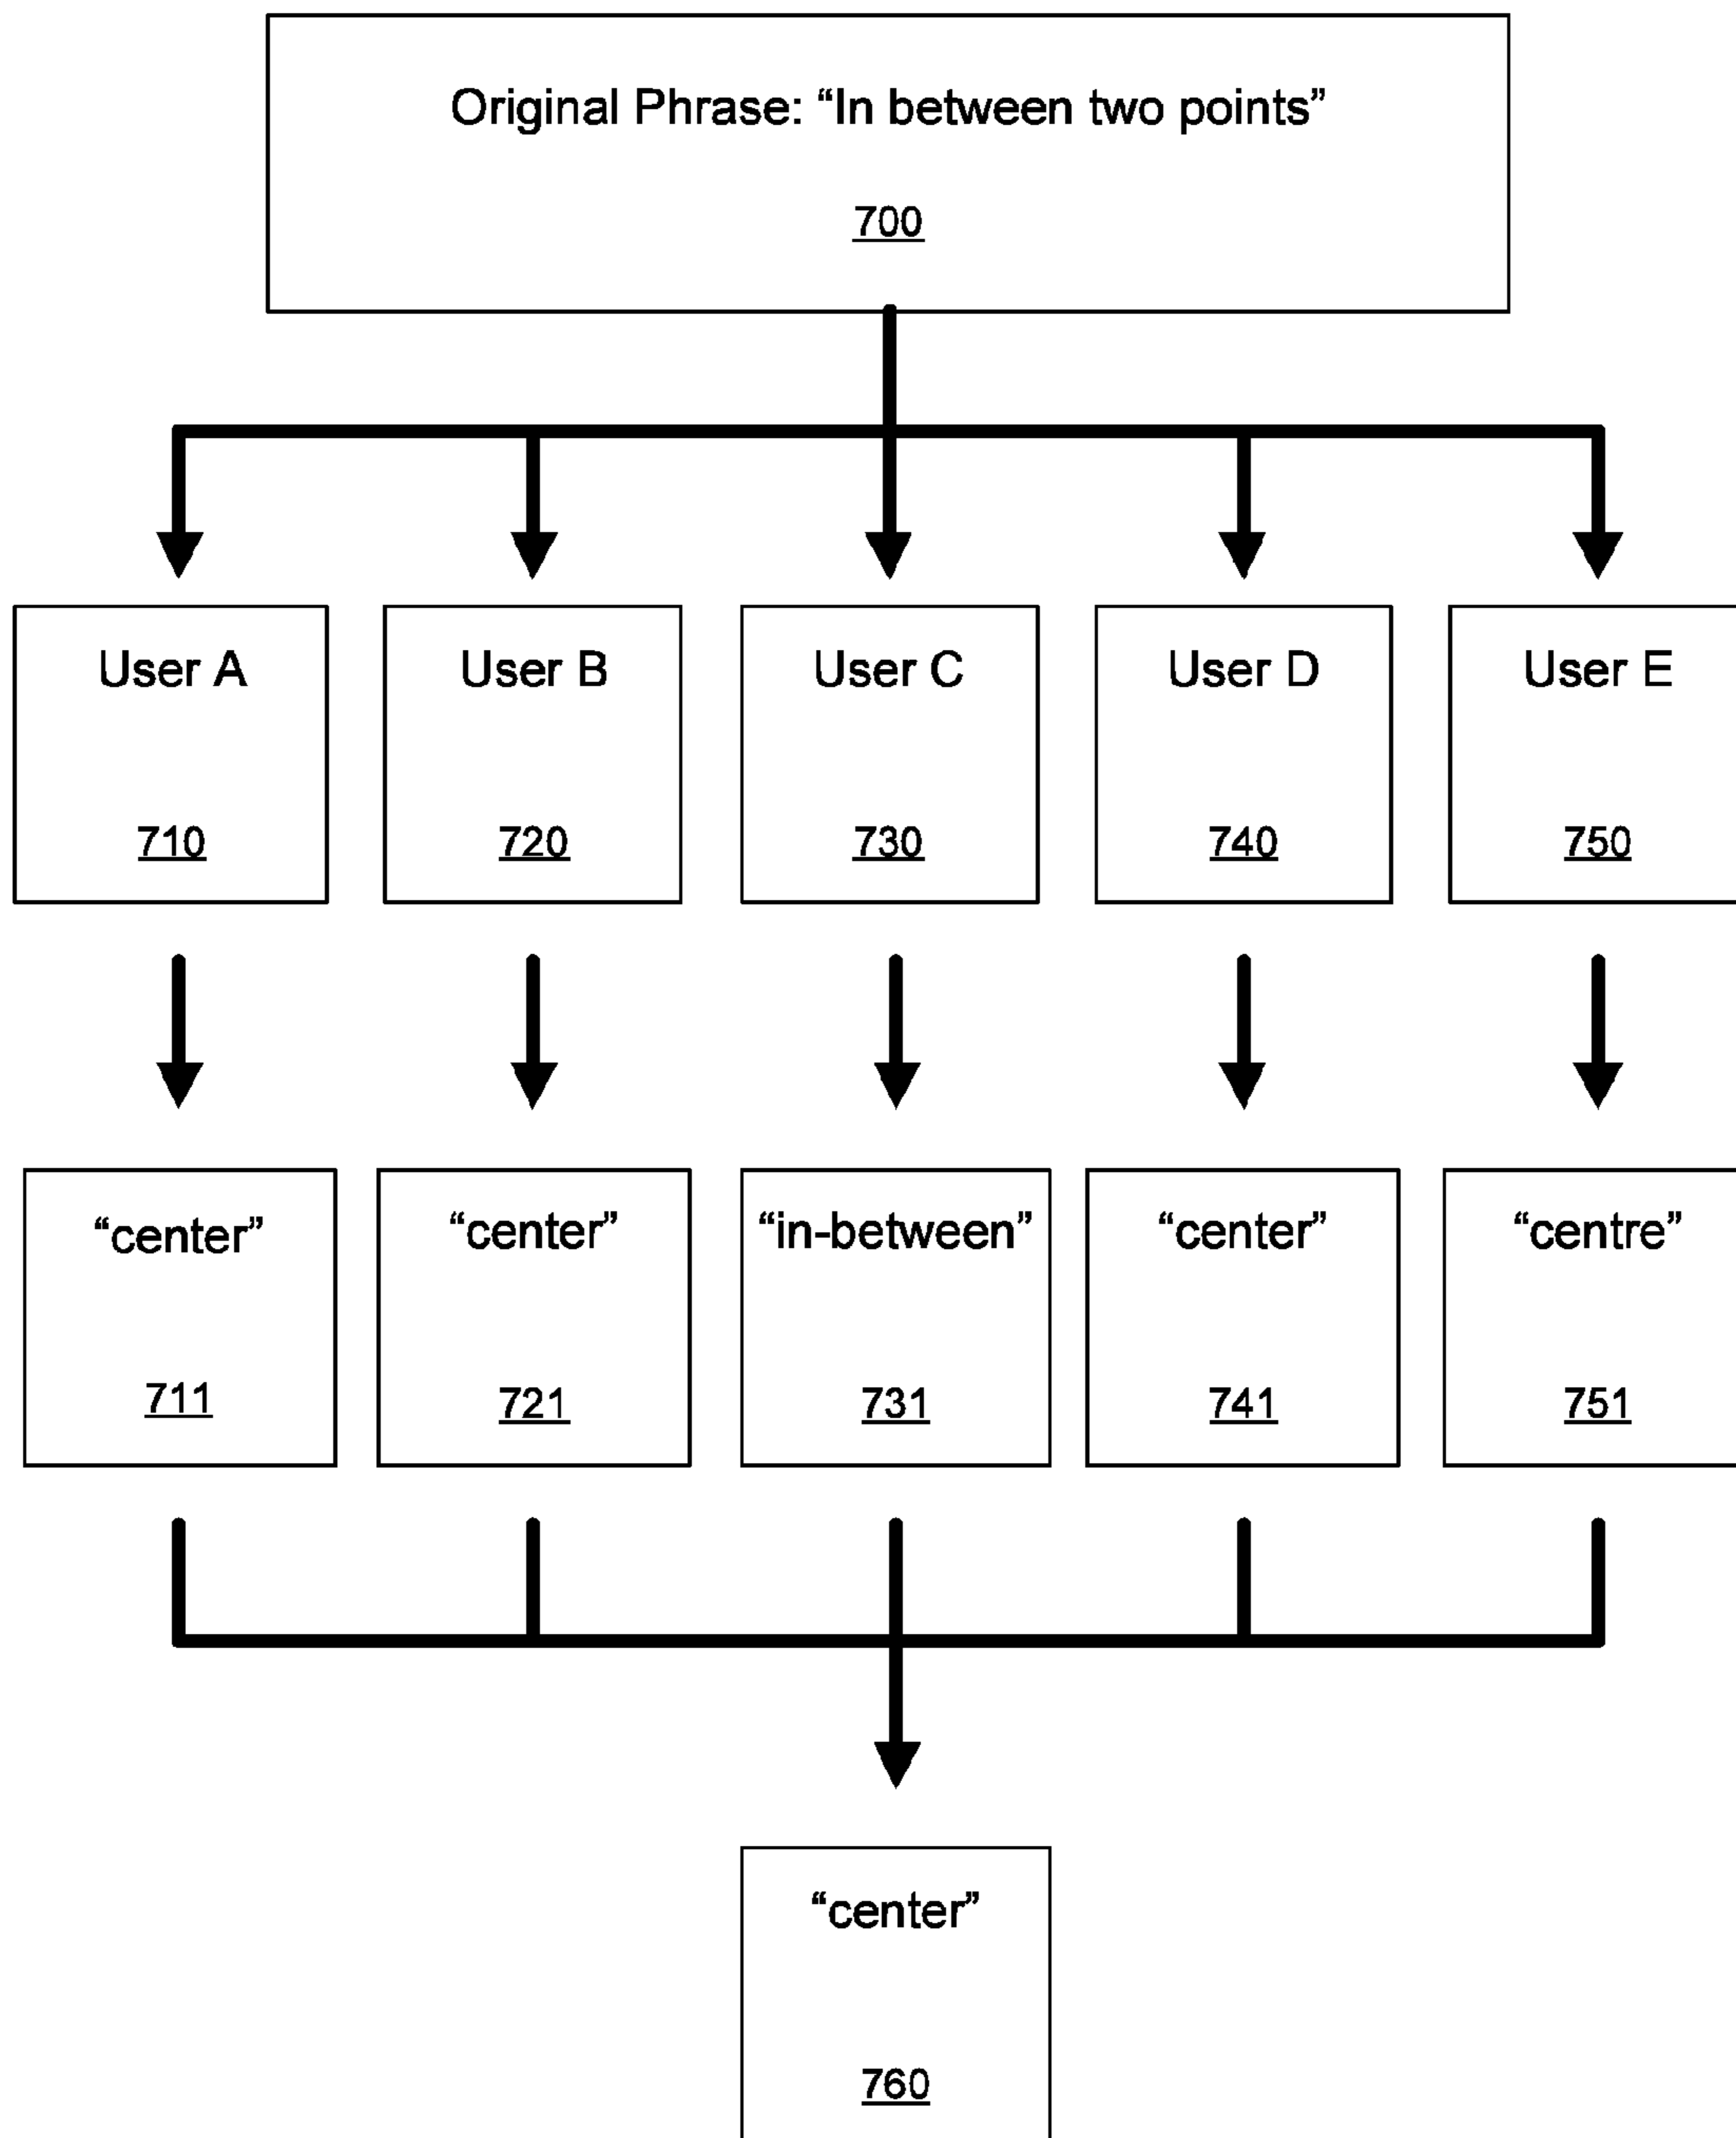 Original Phrase: “In between two points”
700
User A
User B
User C
User D
User E
710
720
730
740
750
“center”
“center”
“in-between”
“center”
“centre”
711
721
731
741
751
“center”
760